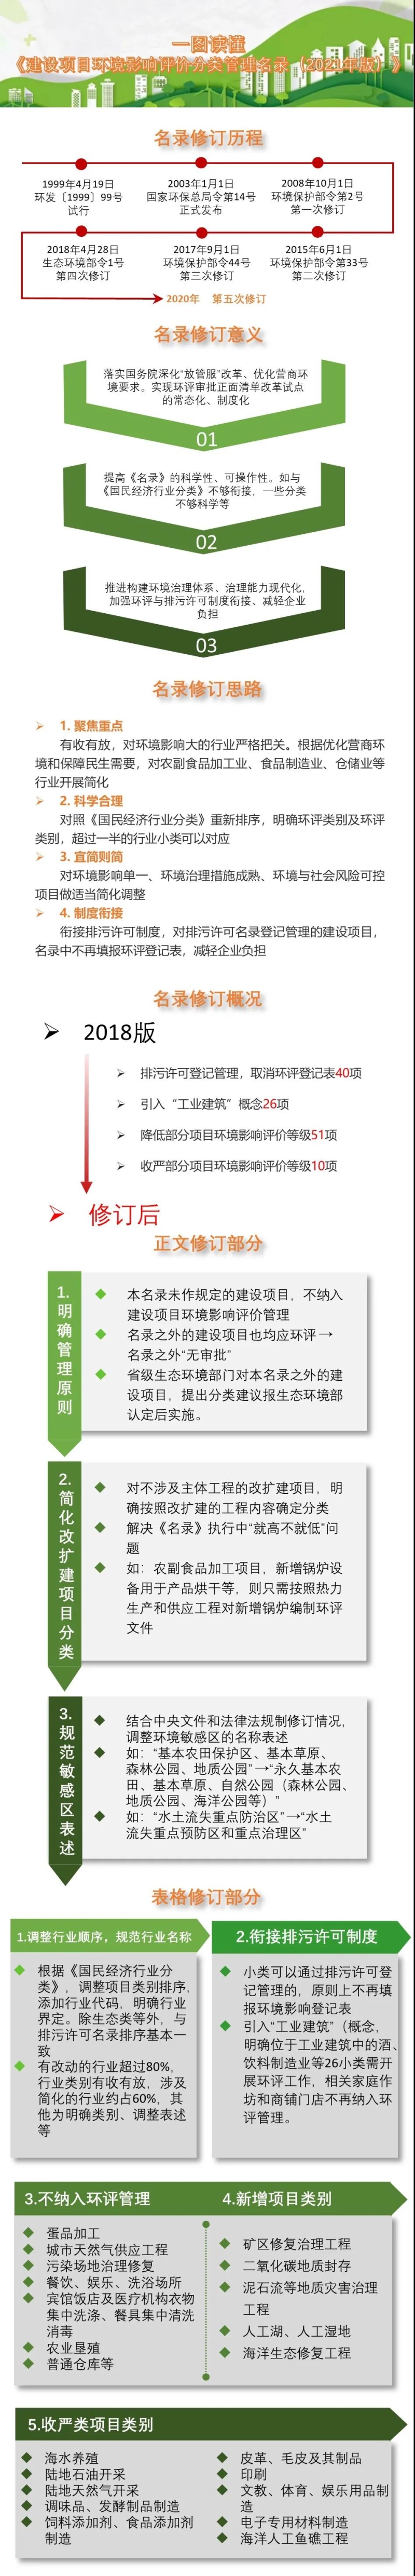 一图读懂
《建设项目环境影响评价分类管理名录（2021年版）》
名录修订历程
1999年4月19日
环发〔1999〕99号
试行
2003年1月1日
国家环保总局令第14号
正式发布
2008年10月1日
环境保护部令第2号
第一次修订
2018年4月28日
生态环境部令1号
第四次修订
2017年9月1日
环境保护部令44号
第三次修订
2015年6月1日
环境保护部令第33号
第二次修订
2020年 第五次修订
名录修订意义
落实国务院深化“放管服”改革、优化营商环
境要求。实现环评审批正面清单改革试点
的常态化、制度化
01
提高《名录》的科学性、可操作性。如与
《国民经济行业分类》不够衔接，一些分类
不够科学等
02
推进构建环境治理体系、治理能力现代化，
加强环评与排污许可制度衔接、减轻企业
负担
03
名录修订思路
1. 聚焦重点
有收有放，对环境影响大的行业严格把关。根据优化营商环
境和保障民生需要，对农副食品加工业、食品制造业、仓储业等
行业开展简化
2. 科学合理
对照《国民经济行业分类》重新排序，明确环评类别及环评
类别，超过一半的行业小类可以对应
3. 宜简则简
对环境影响单一、环境治理措施成熟、环境与社会风险可控
项目做适当简化调整
4. 制度衔接
衔接排污许可制度，对排污许可名录登记管理的建设项目，
名录中不再填报环评登记表，减轻企业负担
名录修订概况
2018版
排污许可登记管理，取消环评登记表40项
引入“工业建筑”概念26项
降低部分项目环境影响评价等级51项
收严部分项目环境影响评价等级10项
修订后
正文修订部分
1.明确管理原则
本名录未作规定的建设项目，不纳入
建设项目环境影响评价管理
名录之外的建设项目也均应环评→
名录之外“无审批”
省级生态环境部门对本名录之外的建
设项目，提出分类建议报生态环境部
认定后实施。
2.简化改扩建项目分类
对不涉及主体工程的改扩建项目，明
确按照改扩建的工程内容确定分类
解决《名录》执行中“就高不就低”问
题
如：农副食品加工项目，新增锅炉设
备用于产品烘干等，则只需按照热力
生产和供应工程对新增锅炉编制环评
文件
3.规范敏感区表述
结合中央文件和法律法规制修订情况，
调整环境敏感区的名称表述
如：“基本农田保护区、基本草原、
森林公园、地质公园”→“永久基本农
田、基本草原、自然公园（森林公园、
地质公园、海洋公园等）”
如：“水土流失重点防治区”→“水土
流失重点预防区和重点治理区”
表格修订部分
1.调整行业顺序，规范行业名称
根据《国民经济行业分
类》，调整项目类别排序，
添加行业代码，明确行业
界定。除生态类等外，与
排污许可名录排序基本一
致
有改动的行业超过80%，
行业类别有收有放，涉及
简化的行业约占60%，其
他为明确类别、调整表述
等
2.衔接排污许可制度
小类可以通过排污许可登
记管理的，原则上不再填
报环境影响登记表
引入“工业建筑”（概念，
明确位于工业建筑中的酒、
饮料制造业等26小类需开
展环评工作，相关家庭作
坊和商铺门店不再纳入环
评管理。
3.不纳入环评管理
蛋品加工
城市天然气供应工程
污染场地治理修复
餐饮、娱乐、洗浴场所
宾馆饭店及医疗机构衣物
集中洗涤、餐具集中清洗
消毒
农业垦殖
普通仓库等
4.新增项目类别
矿区修复治理工程
二氧化碳地质封存
泥石流等地质灾害治理
工程
人工湖、人工湿地
海洋生态修复工程
5.收严类项目类别
海水养殖
陆地石油开采
陆地天然气开采
调味品、发酵制品制造
饲料添加剂、食品添加剂
制造
皮革、毛皮及其制品
印刷
文教、体育、娱乐用品制
造
电子专用材料制造
海洋人工鱼礁工程